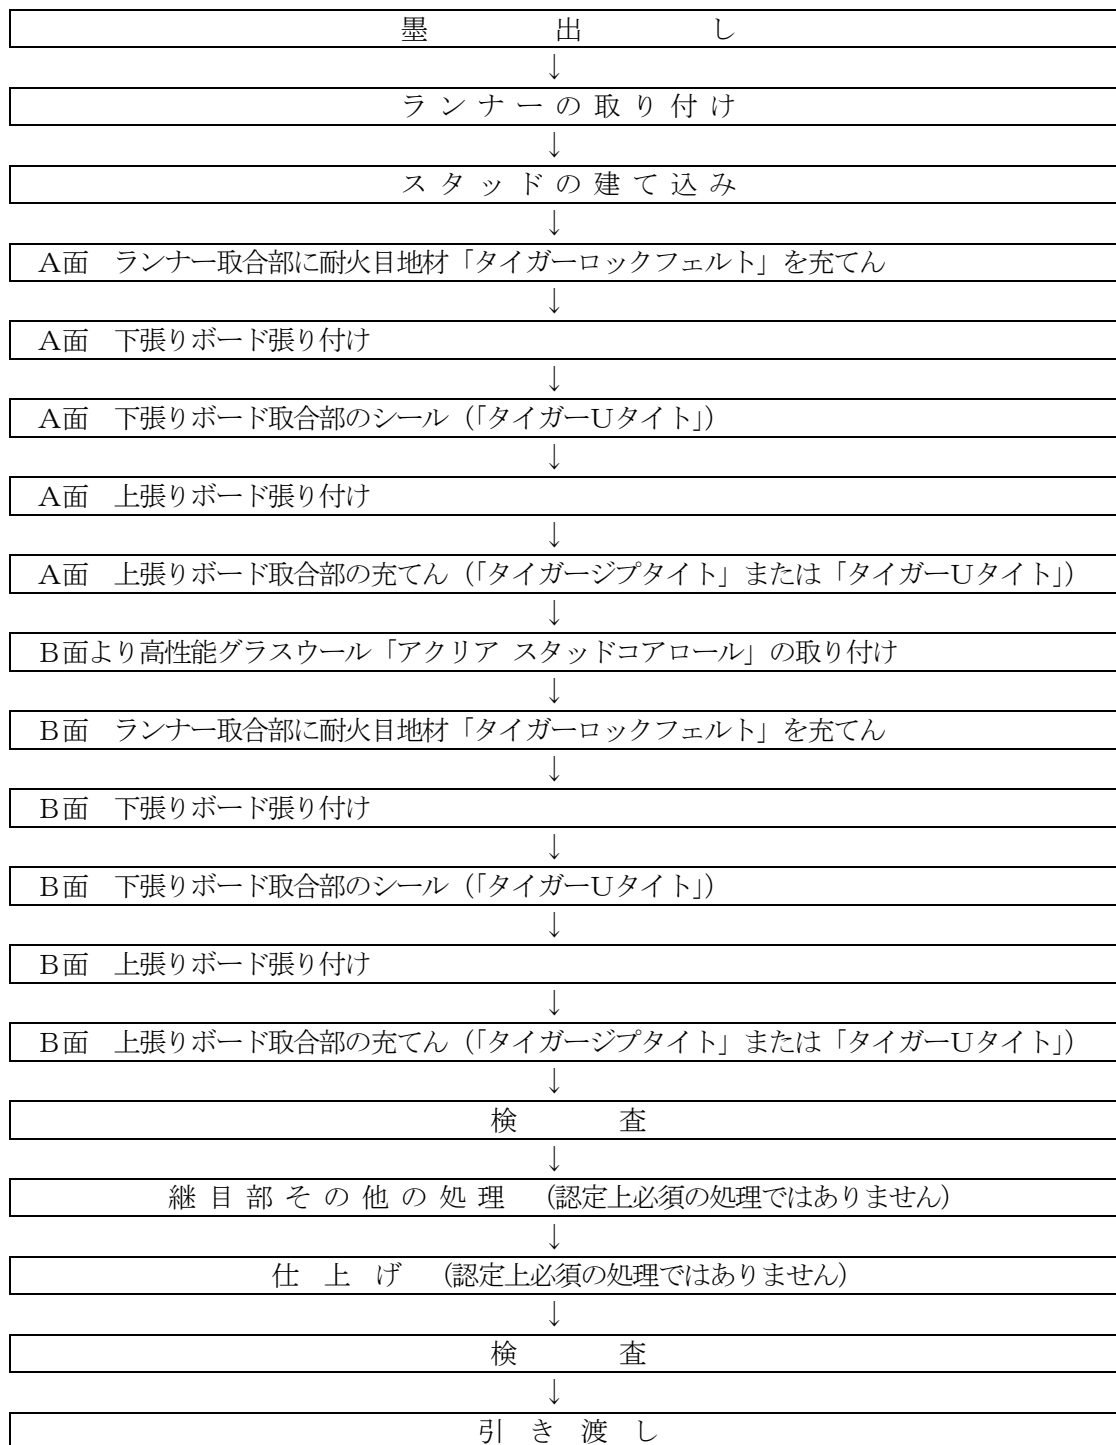 墨出し
↓
ランナーの取り付け
↓
スタッドの建て込み
↓
A面 ランナー取合部に耐火目地材「タイガーロックフェルト」を充てん
↓
A面 下張りボード張り付け
↓
A面 下張りボード取合部のシール（「タイガーUタイト」）
↓
A面 上張りボード張り付け
↓
A面 上張りボード取合部の充てん（「タイガージプタイト」または「タイガーUタイト」）
↓
B面より高性能グラスウール「アクリア スタッドコアロール」の取り付け
↓
B面 ランナー取合部に耐火目地材「タイガーロックフェルト」を充てん
↓
B面 下張りボード張り付け
↓
B面 下張りボード取合部のシール（「タイガーUタイト」）
↓
B面 上張りボード張り付け
↓
B面 上張りボード取合部の充てん（「タイガージプタイト」または「タイガーUタイト」）
↓
検査
↓
継目部その他の処理 （認定上必須の処理ではありません）
↓
仕上げ （認定上必須の処理ではありません）
↓
検査
↓
引き渡し